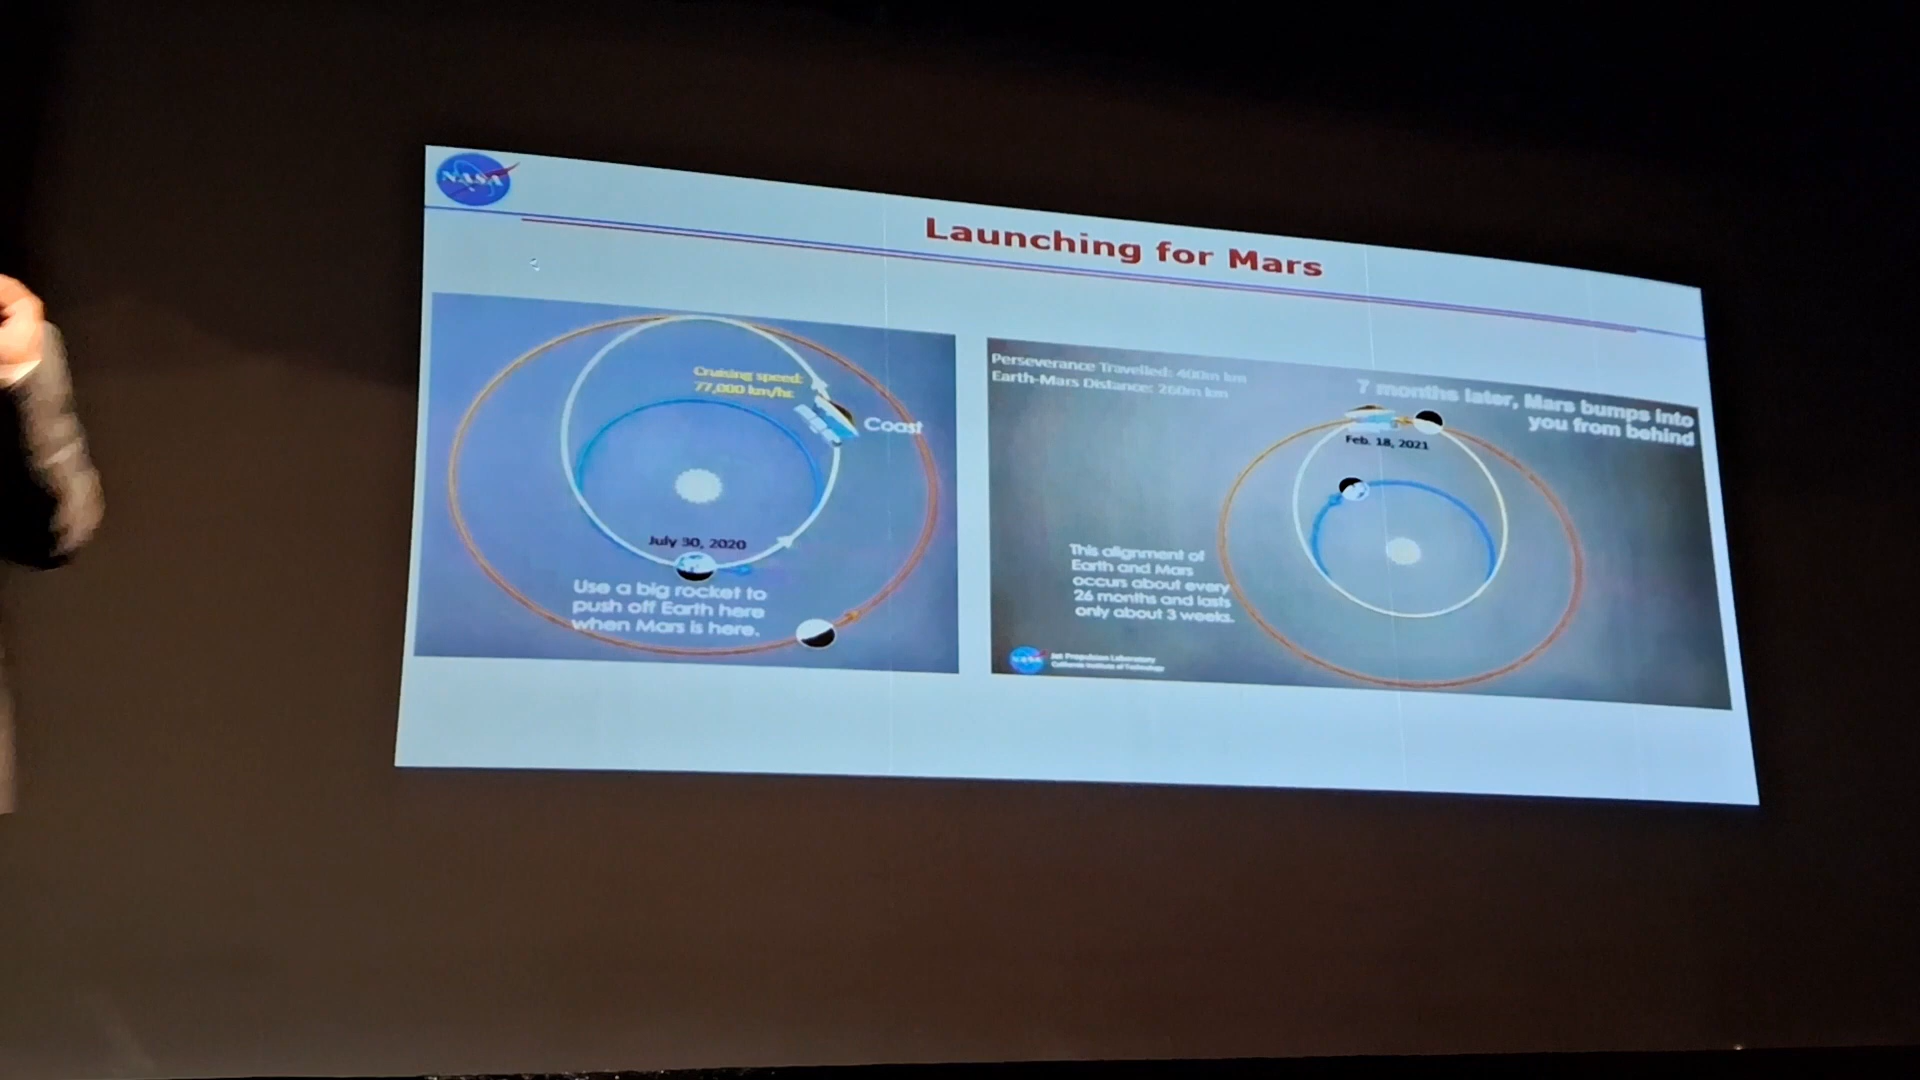 NASA
Launching for Mars
Cruising speed:
77,000 km/hr.
Coast
July 30, 2020
Use a big rocket to
push off Earth here
when Mars is here.
Perseverance Travelled: 400m km
Earth-Mars Distance: 260m km
7 months later, Mars bumps into
you from behind
Feb. 18, 2021
This alignment of
Earth and Mars
occurs about every
26 months and lasts
only about 3 weeks.
NASA
Jet Propulsion Laboratory
California Institute of Technology